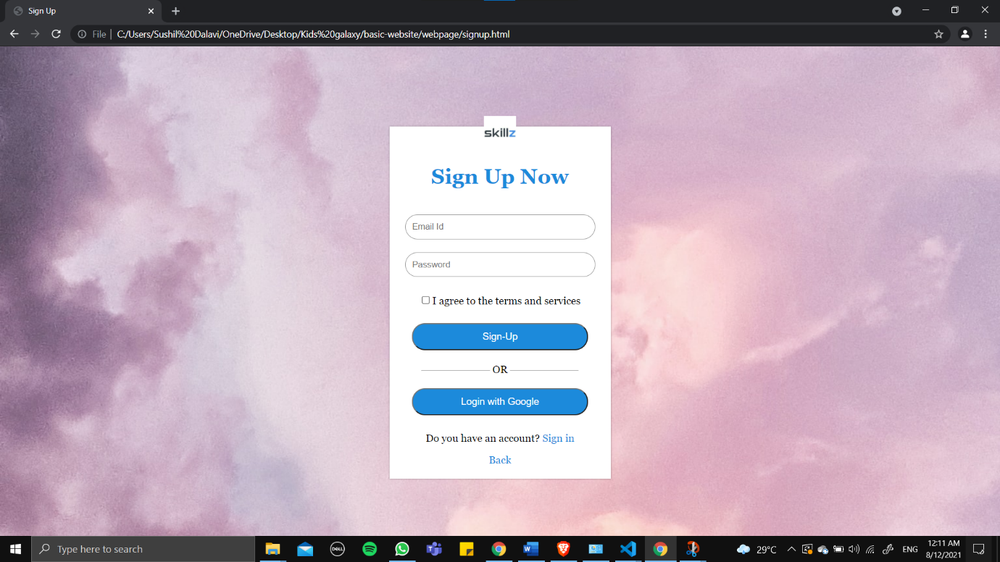 Sign Up
File | C:/Users/Sushil%20Dalavi/OneDrive/Desktop/Kids%20galaxy/basic-website/webpage/signup.html
skillz
Sign Up Now
Email Id
Password
I agree to the terms and services
Sign-Up
OR
Login with Google
Do you have an account? Sign in
Back
Type here to search
DELL
W
29°C
ENG
12:11 AM
8/12/2021